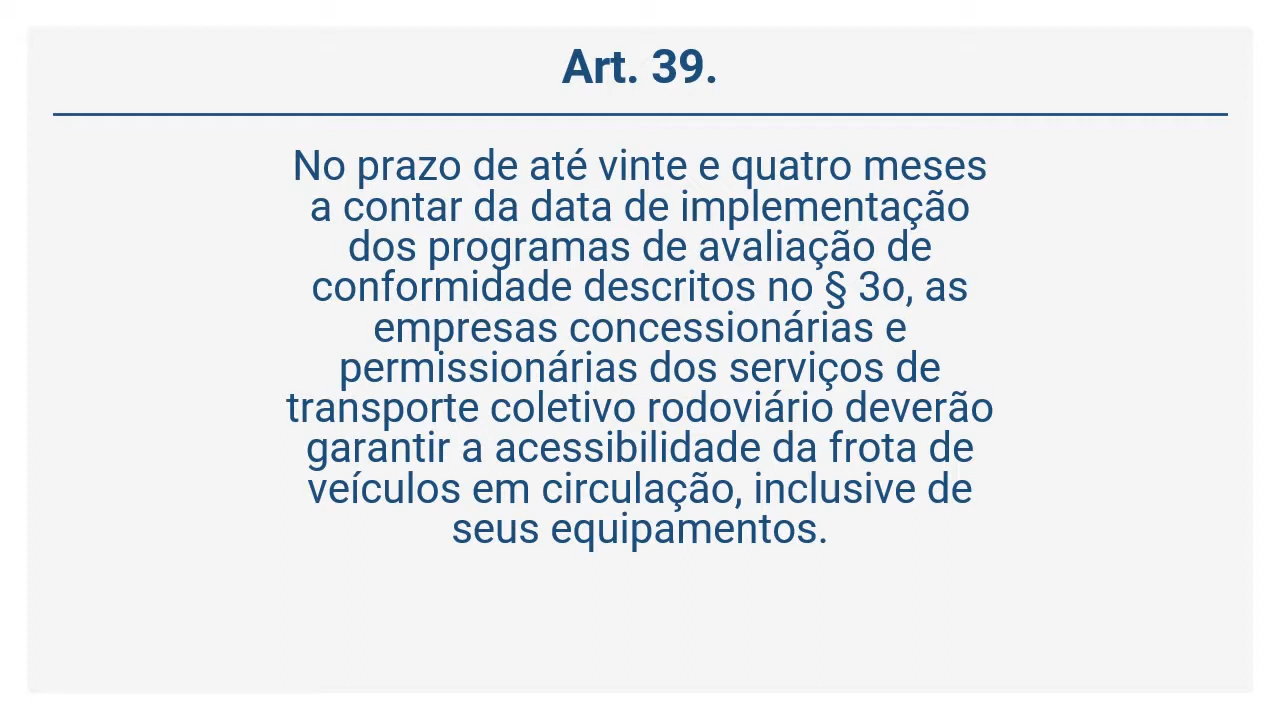 Art. 39.
No prazo de até vinte e quatro meses
a contar da data de implementação
dos programas de avaliação de
conformidade descritos no § 3o, as
empresas concessionárias e
permissionárias dos serviços de
transporte coletivo rodoviário deverão
garantir a acessibilidade da frota de
veículos em circulação, inclusive de
seus equipamentos.